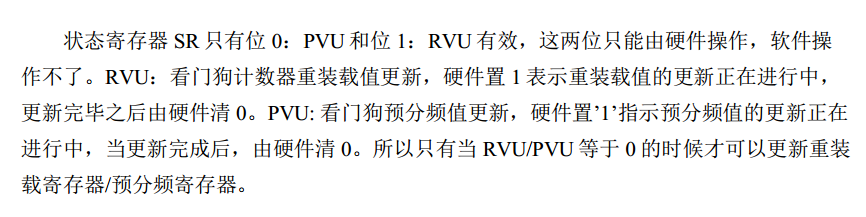 状态寄存器 SR 只有位 0：PVU 和位 1：RVU 有效，这两位只能由硬件操作，软件操
作不了。RVU：看门狗计数器重装载值更新，硬件置 1 表示重装载值的更新正在进行中，
更新完毕之后由硬件清 0。PVU: 看门狗预分频值更新，硬件置’1’指示预分频值的更新正在
进行中，当更新完成后，由硬件清 0。所以只有当 RVU/PVU 等于 0 的时候才可以更新重装
载寄存器/预分频寄存器。